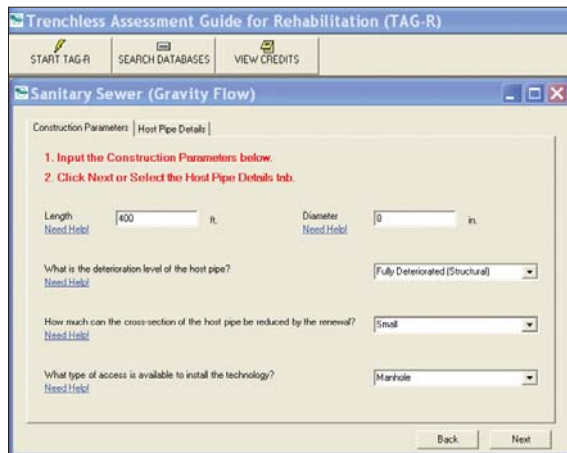 Trenchless Assessment Guide for Rehabilitation (TAG-R)
START TAG-R SEARCH DATABASES VIEW CREDITS
Sanitary Sewer (Gravity Flow)
Construction Parameters Host Pipe Details
1. Input the Construction Parameters below.
2. Click Next or Select the Host Pipe Details tab.
Length 400 ft. Diameter 8 in.
Need Help! Need Help!
What is the deterioration level of the host pipe? Fully Deteriorated (Structural)
Need Help!
How much can the cross-section of the host pipe be reduced by the renewal? Small
Need Help!
What type of access is available to install the technology? Manhole
Need Help!
Back Next